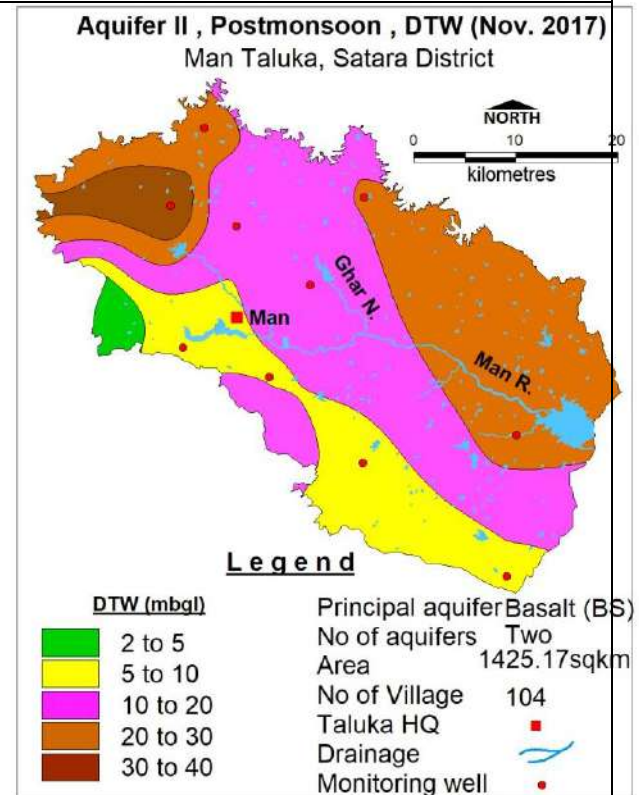 Aquifer II , Postmonsoon , DTW (Nov. 2017)
Man Taluka, Satara District
NORTH
0 10 20
kilometres
Ghar N.
Man
Man R.
Legend
DTW (mbgl)
2 to 5
5 to 10
10 to 20
20 to 30
30 to 40
Principal aquifer Basalt (BS)
No of aquifers Two
Area 1425.17sqkm
No of Village 104
Taluka HQ
Drainage
Monitoring well